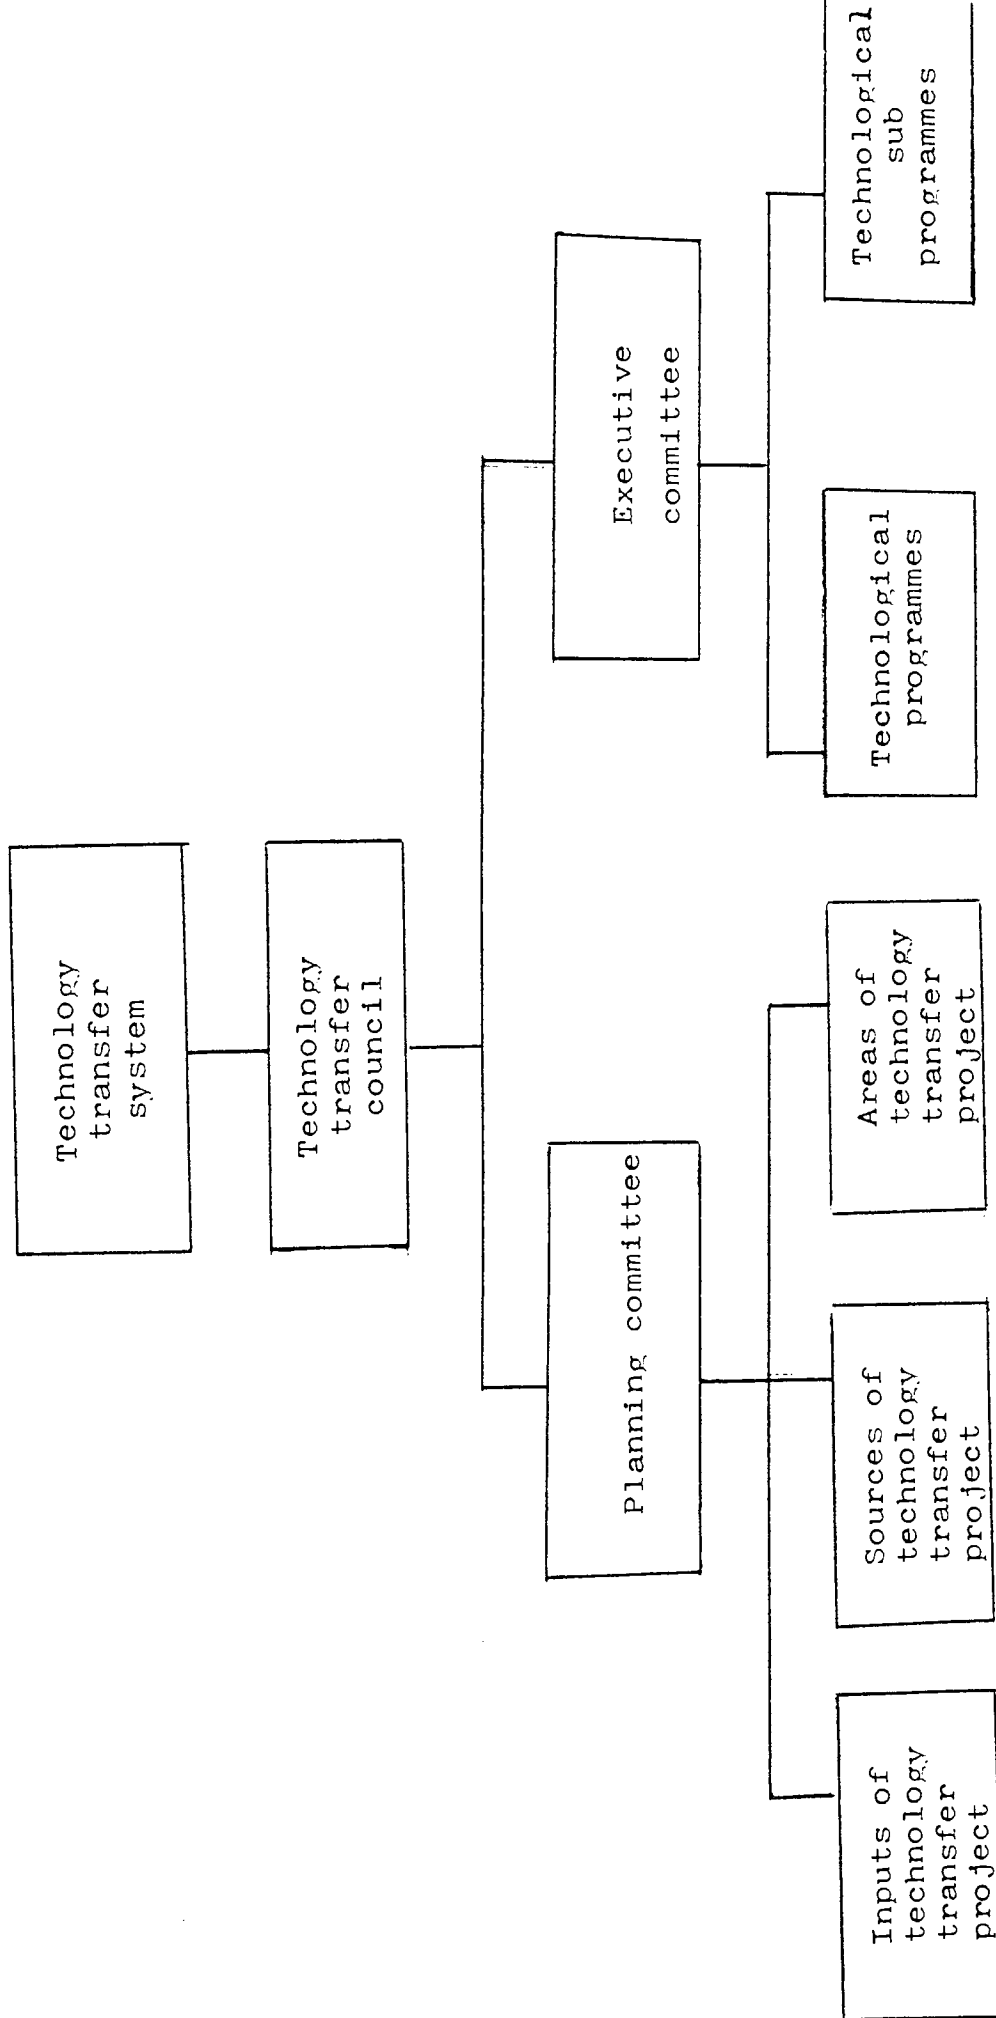 Technology
transfer
system
Technology
transfer
council
Planning committee
Executive
committee
Inputs of
technology
transfer
project
Sources of
technology
transfer
project
Areas of
technology
transfer
project
Technological
programmes
Technological
sub
programmes